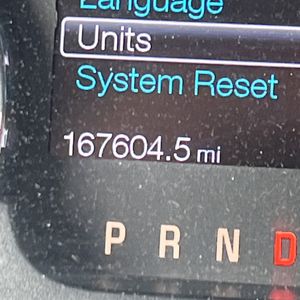 Language
Units
System Reset
167604.5 mi
P R N D